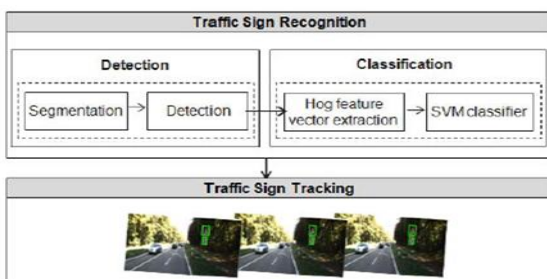 Traffic Sign Recognition
Detection
Classification
Segmentation
Detection
Hog feature
vector extraction
SVM classifier
Traffic Sign Tracking